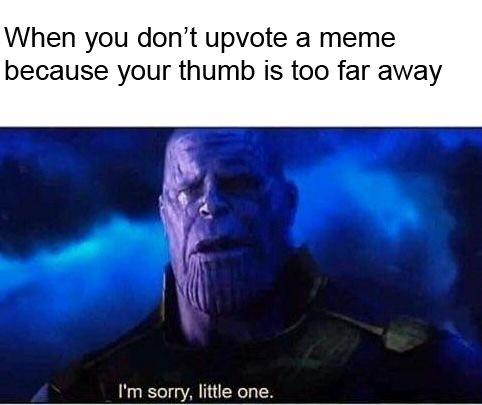 When you don’t upvote a meme
because your thumb is too far away
I'm sorry, little one.